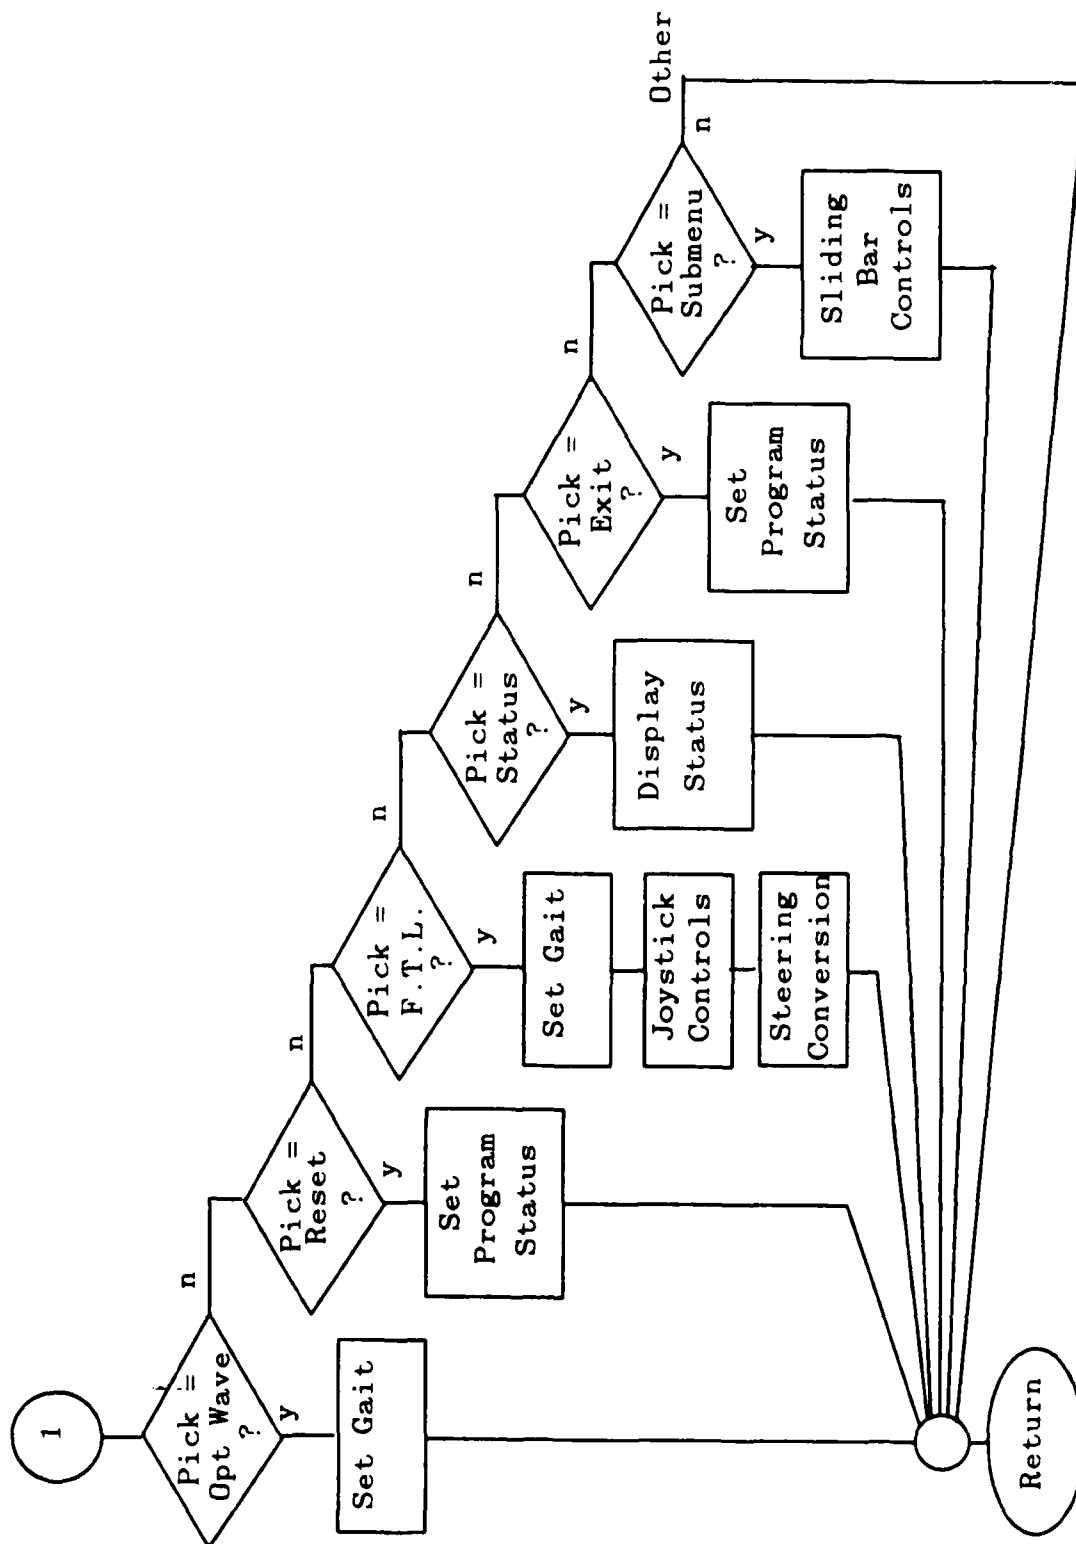 1
Pick =
Opt Wave
?
y
n
Set Gait
Pick =
Reset
?
y
n
Set
Program
Status
Pick =
F.T.L.
?
y
n
Set Gait
Joystick
Controls
Steering
Conversion
Pick =
Status
?
y
n
Display
Status
Pick =
Exit
?
y
n
Set
Program
Status
Pick =
Submenu
?
y
n
Other
Sliding
Bar
Controls
Return